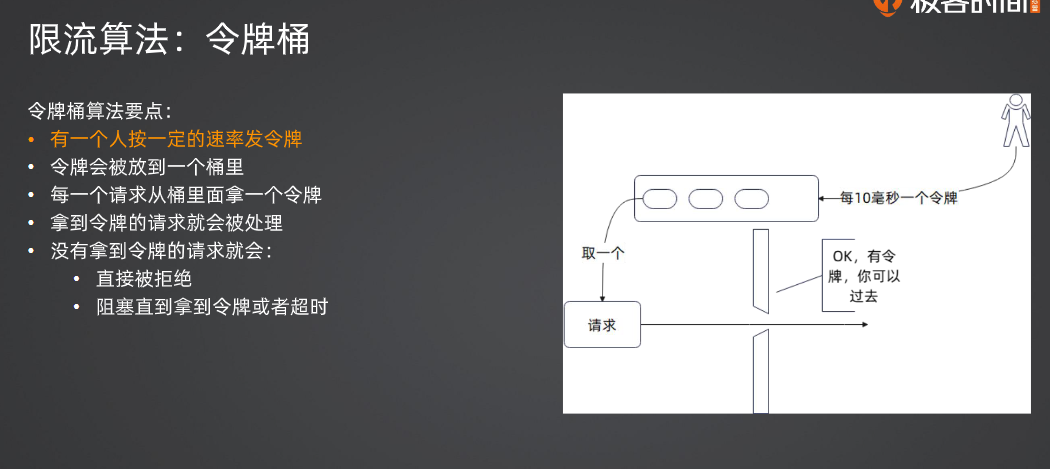 极客时间
限流算法：令牌桶
令牌桶算法要点：
• 有一个人按一定的速率发令牌
• 令牌会被放到一个桶里
• 每一个请求从桶里面拿一个令牌
• 拿到令牌的请求就会被处理
• 没有拿到令牌的请求就会：
• 直接被拒绝
• 阻塞直到拿到令牌或者超时
每10毫秒一个令牌
取一个
OK，有令
牌，你可以
过去
请求